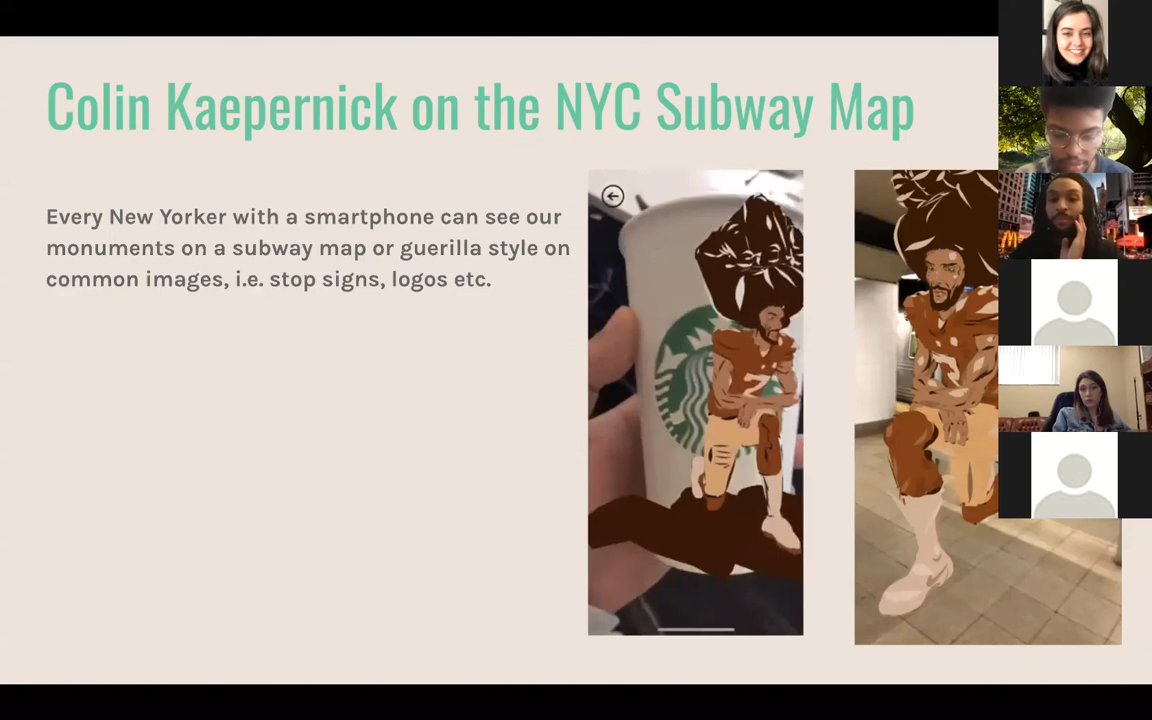 Colin Kaepernick on the NYC Subway Map
Every New Yorker with a smartphone can see our
monuments on a subway map or guerilla style on
common images, i.e. stop signs, logos etc.
7